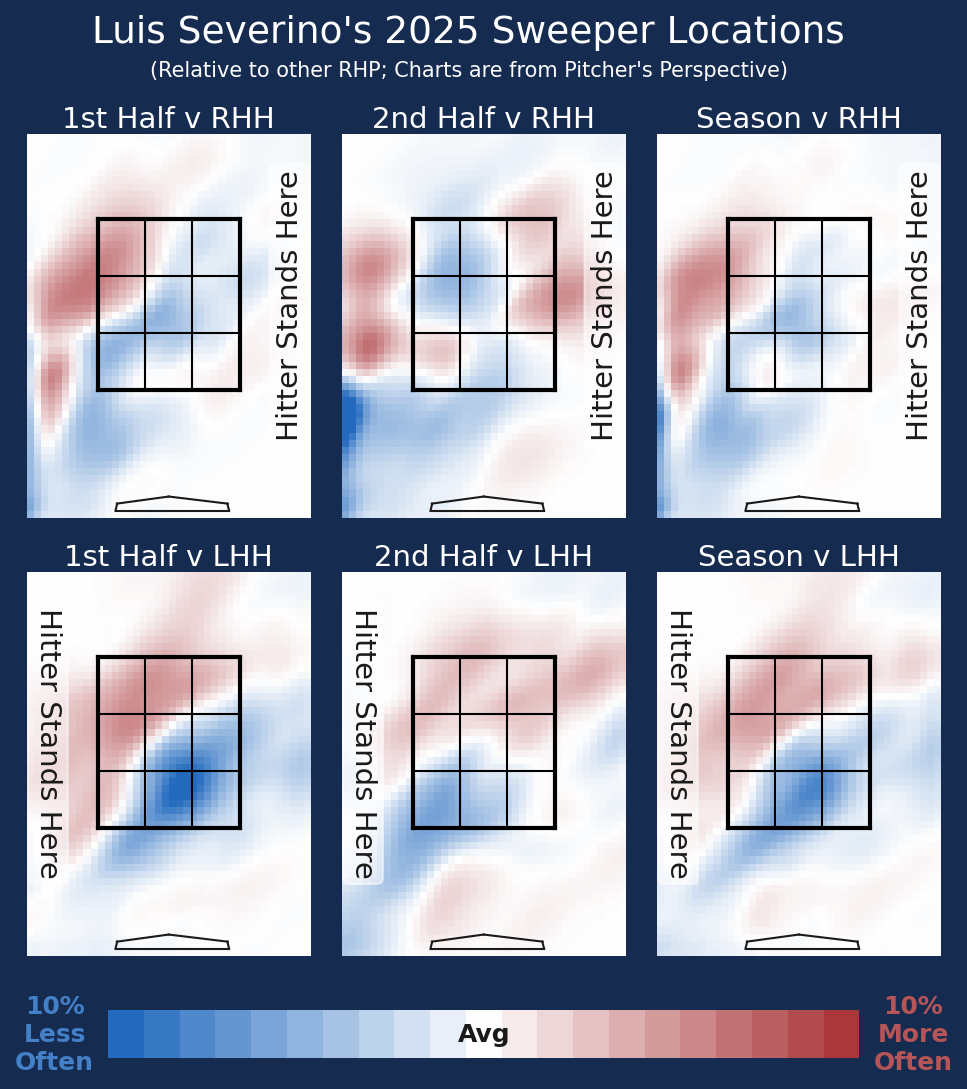 Luis Severino's 2025 Sweeper Locations
(Relative to other RHP; Charts are from Pitcher's Perspective)
1st Half v RHH
2nd Half v RHH
Season v RHH
Hitter Stands Here
Hitter Stands Here
Hitter Stands Here
1st Half v LHH
2nd Half v LHH
Season v LHH
Hitter Stands Here
Hitter Stands Here
Hitter Stands Here
10%
Less
Often
Avg
10%
More
Often